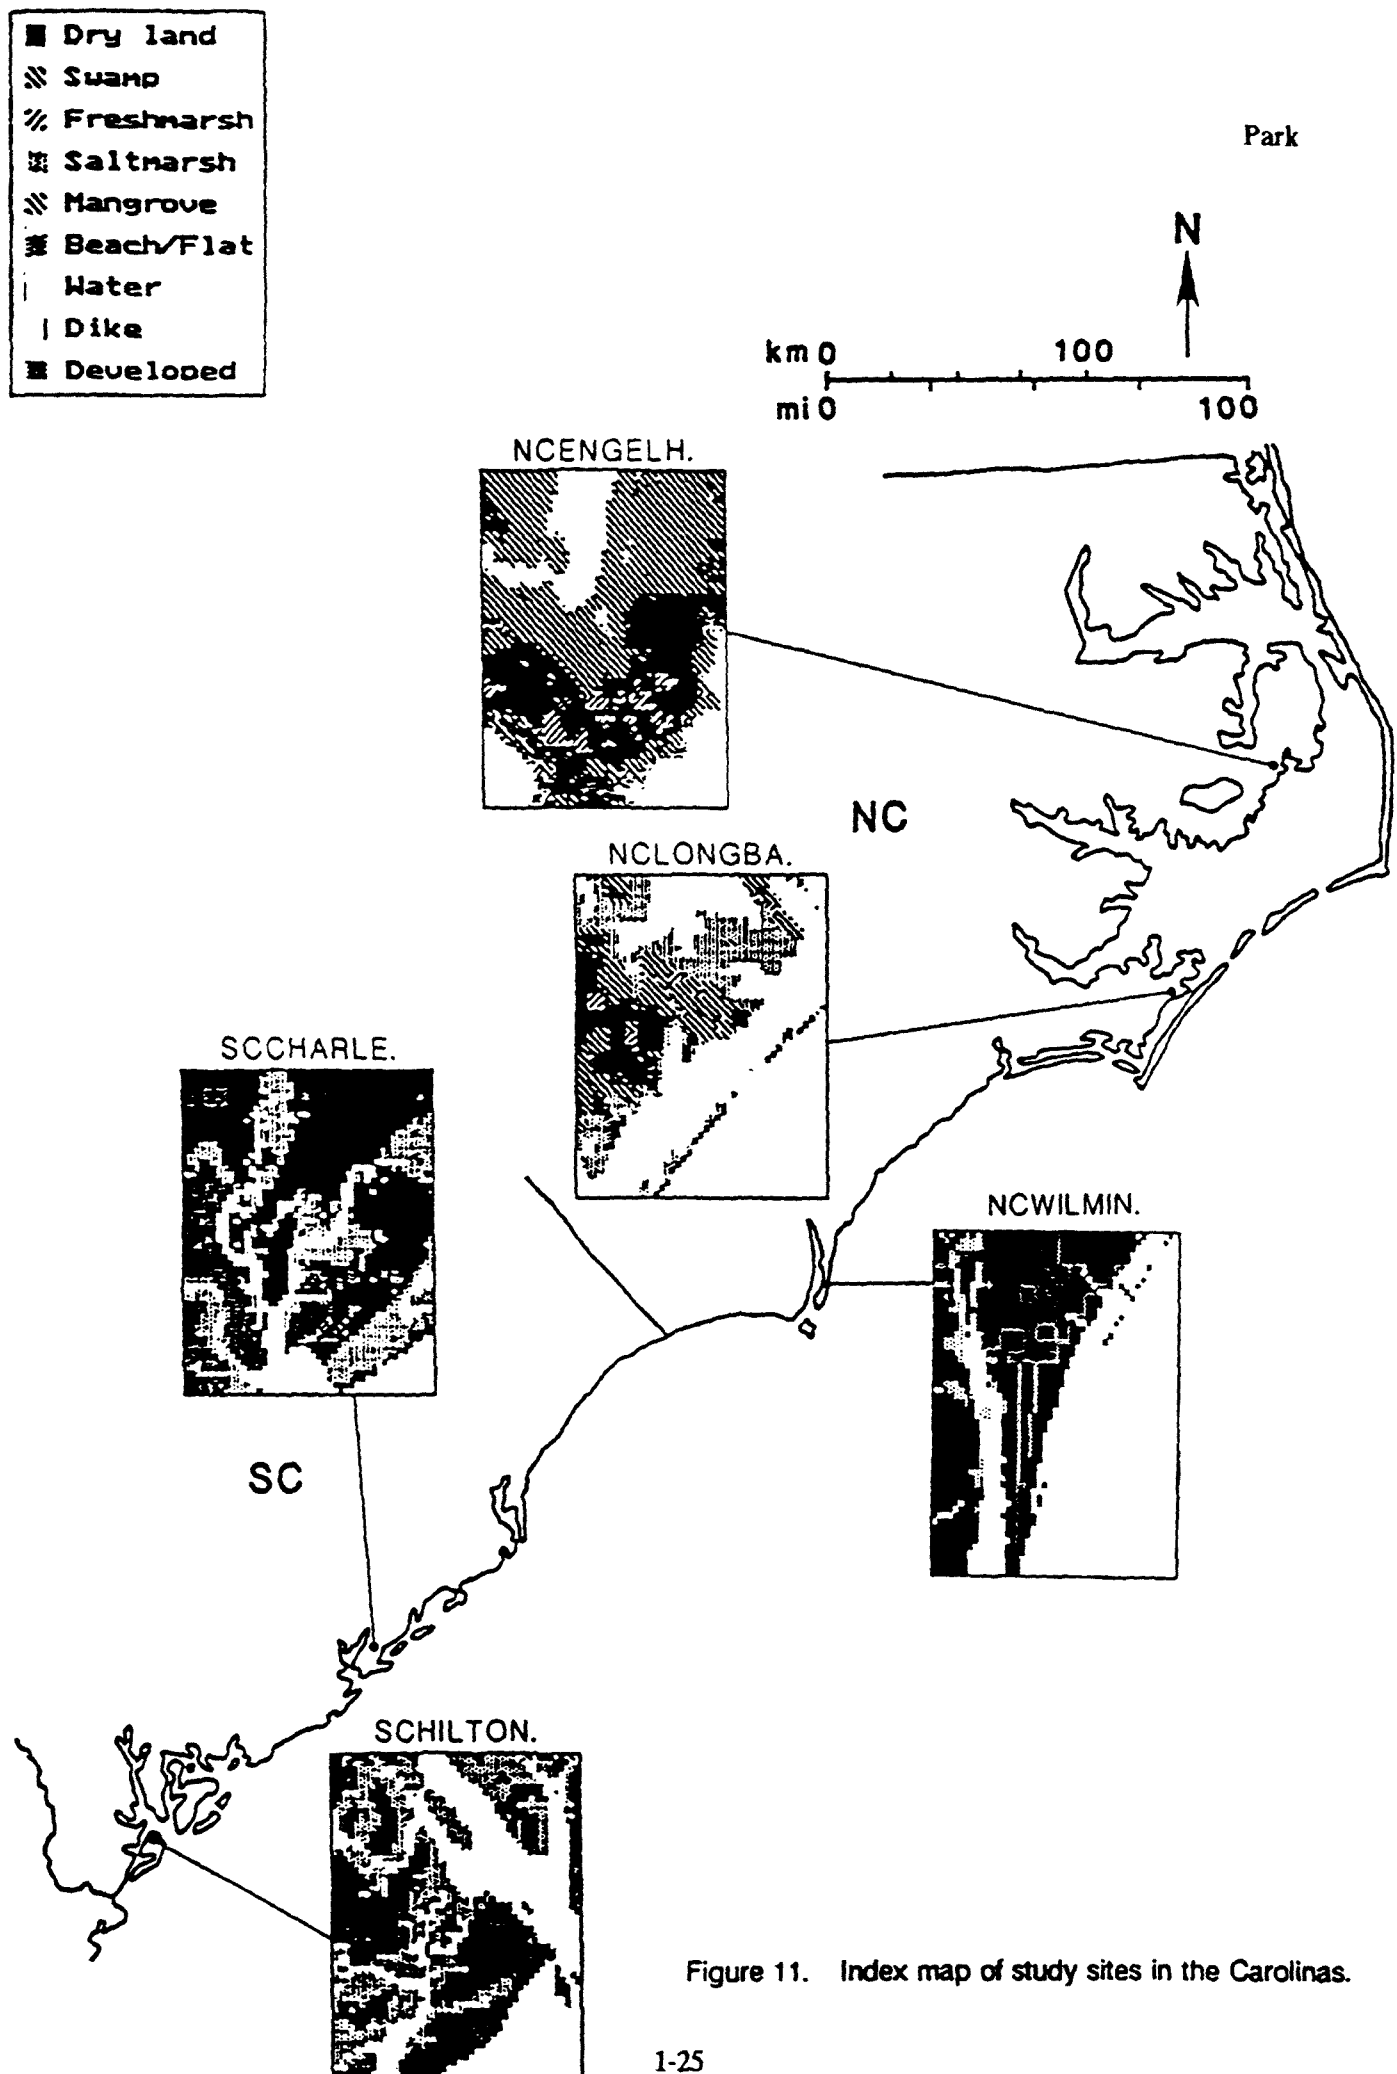 Dry land
Swamp
Freshmarsh
Saltmarsh
Mangrove
Beach/Flat
Water
Dike
Developed
Park
N
km 0 100
mi 0 100
NCENGELH.
NC
NCLONGBA.
SCCHARLE.
NCWILMIN.
SC
SCHILTON.
Figure 11. Index map of study sites in the Carolinas.
1-25